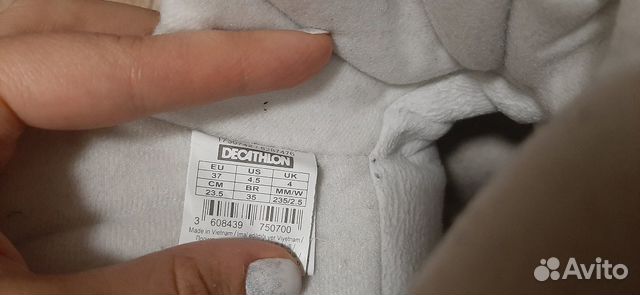 DECATHLON
EU US UK
37 4.5 4
CM BR MM/W
23.5 35 235/2.5
3 608439 750700
Made in Vietnam /
Avito